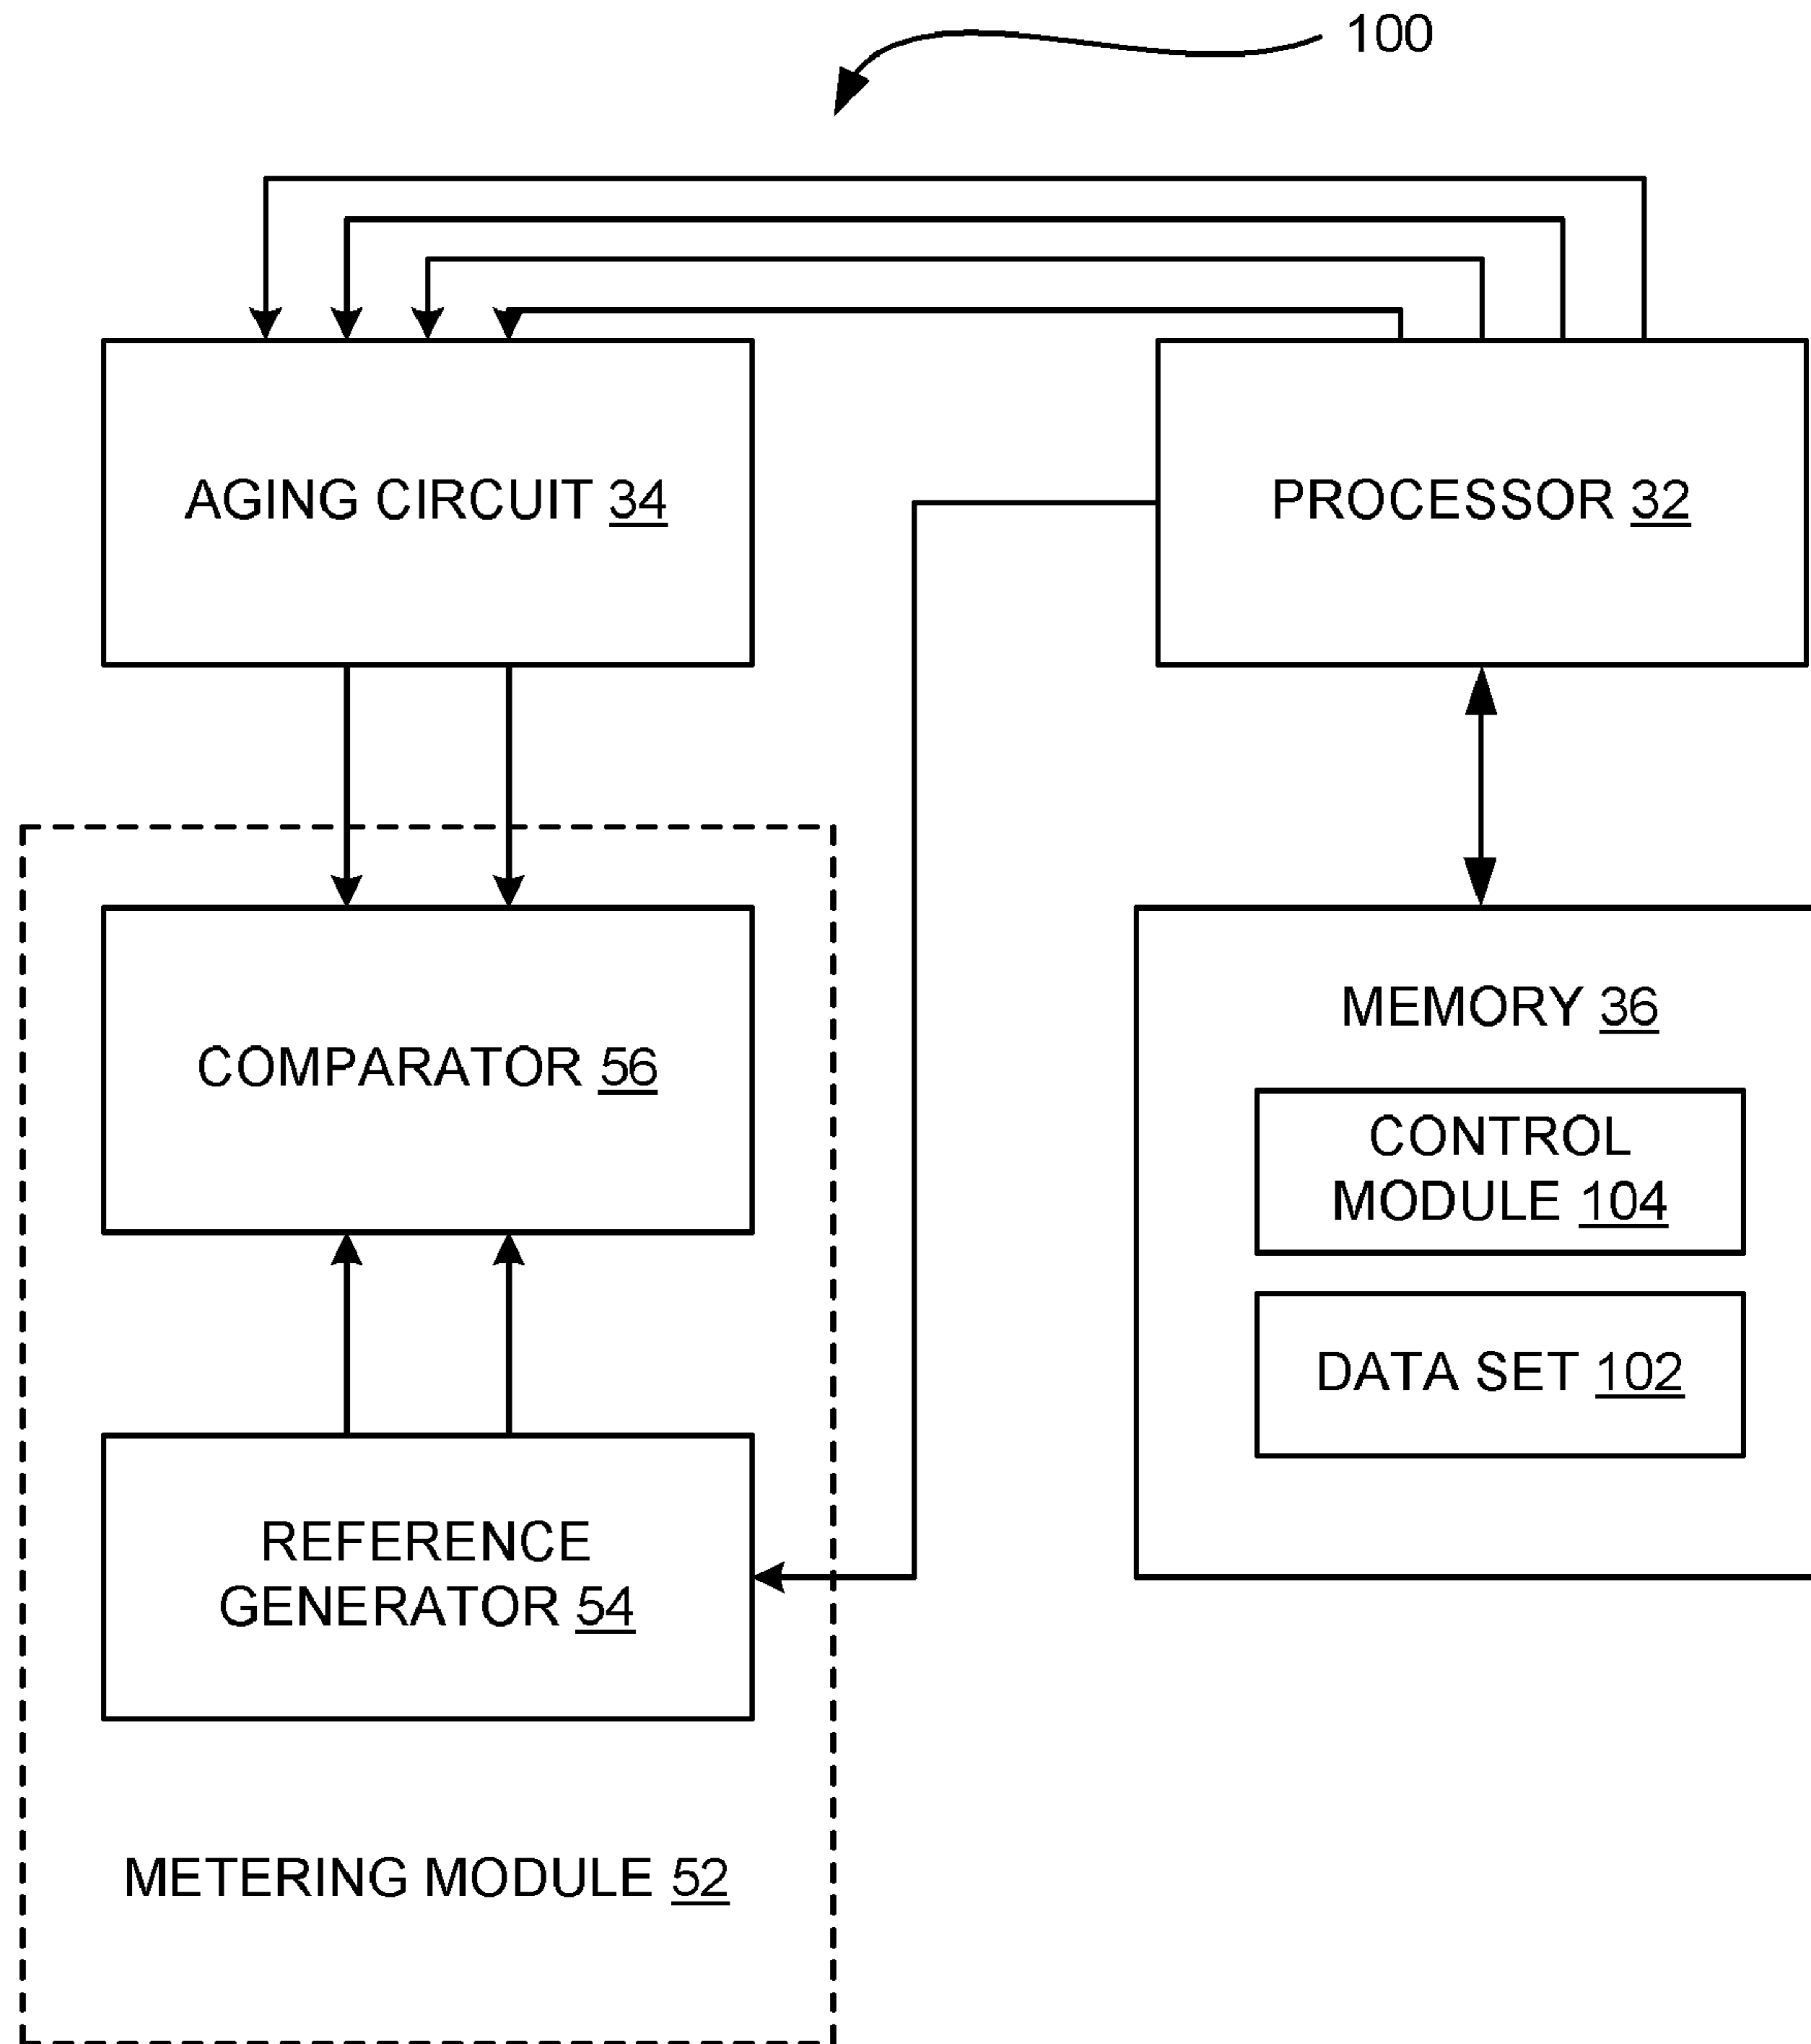 100
AGING CIRCUIT 34
PROCESSOR 32
COMPARATOR 56
MEMORY 36
CONTROL
MODULE 104
DATA SET 102
REFERENCE
GENERATOR 54
METERING MODULE 52